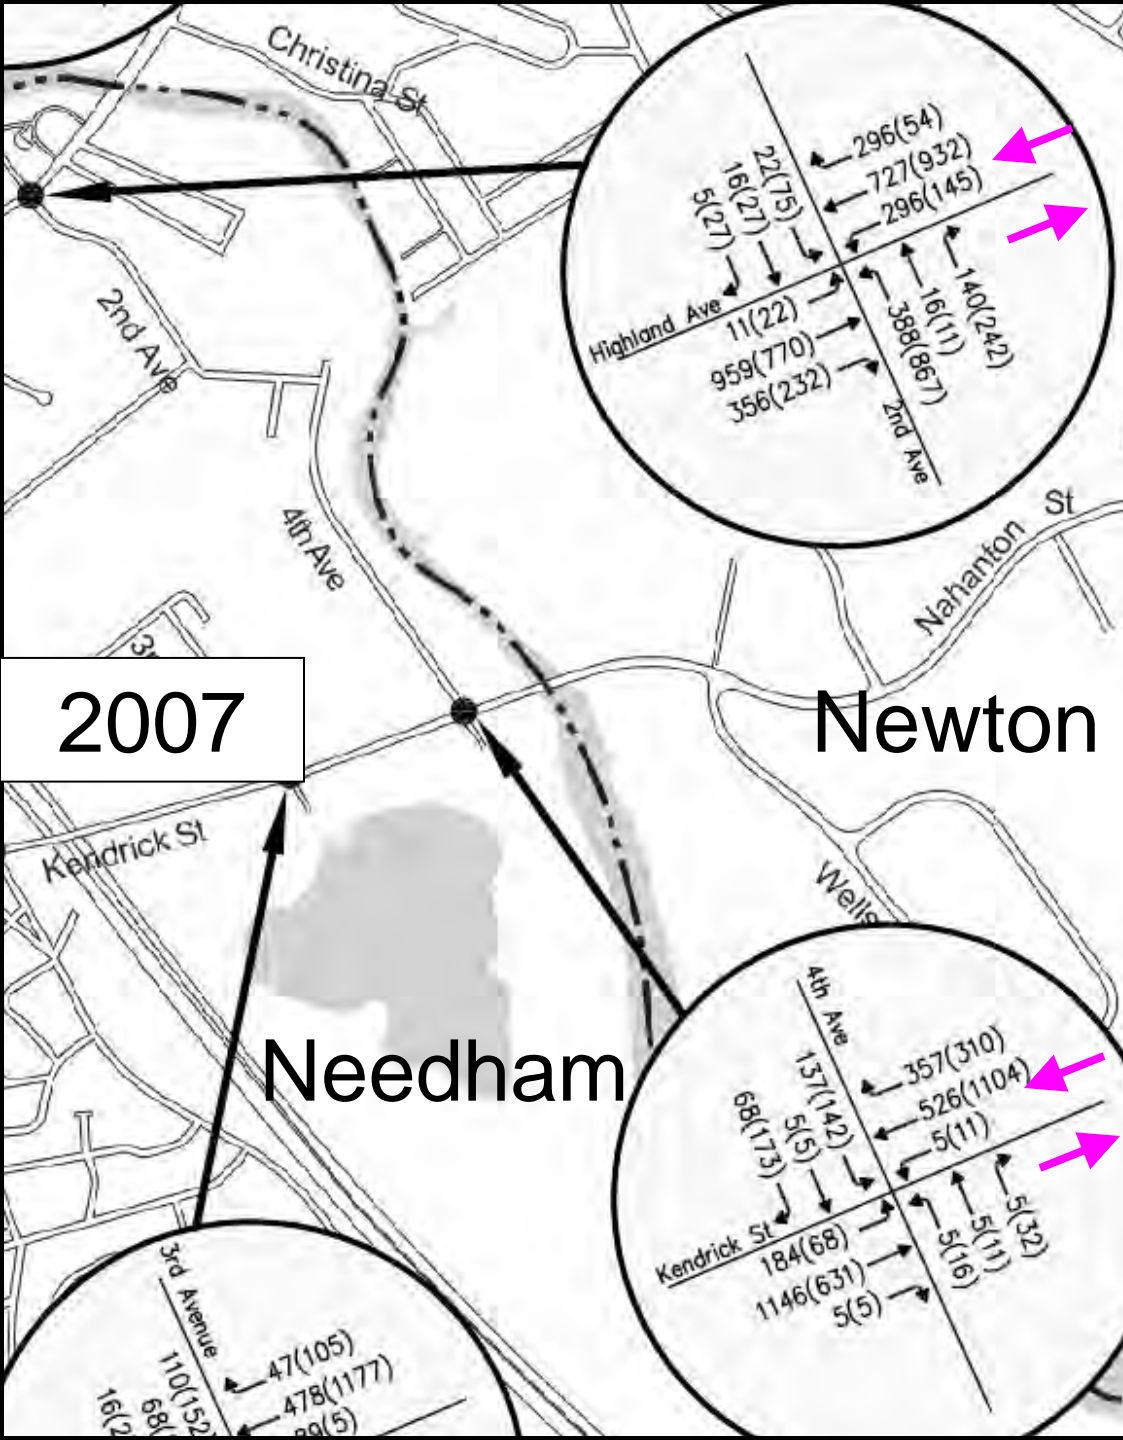 Christina St
296(54)
727(932)
296(145)
22(75)
16(27)
5(27)
Highland Ave
11(22)
959(770)
356(232)
140(242)
16(11)
388(867)
2nd Ave
2nd Ave
4th Ave
Nahanton St
2007
Newton
Kendrick St
Wells
Needham
4th Ave
357(310)
526(1104)
5(11)
137(142)
5(5)
68(173)
Kendrick St
184(68)
1146(631)
5(5)
5(32)
5(11)
5(16)
3rd Avenue
47(105)
478(1177)
110(152